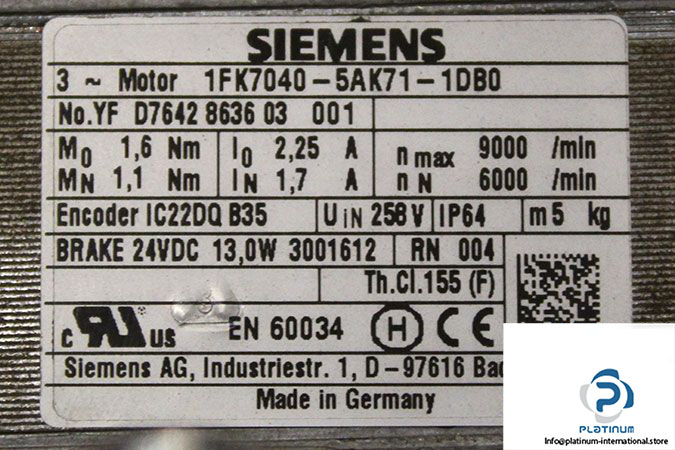 SIEMENS
3 ~ Motor 1FK7040-5AK71-1DB0
No.YF D7642 8636 03 001
M0 1,6 Nm I0 2,25 A n max 9000 /min
MN 1,1 Nm IN 1,7 A n N 6000 /min
Encoder IC22DQ B35 UIN 258 V IP64 m 5 kg
BRAKE 24VDC 13,0W 3001612 RN 004
Th.Cl.155 (F)
c RU us EN 60034 H CE
Siemens AG, Industriestr. 1, D-97616 Bad
Made in Germany
P
PLATINUM
Info@platinum-international.store